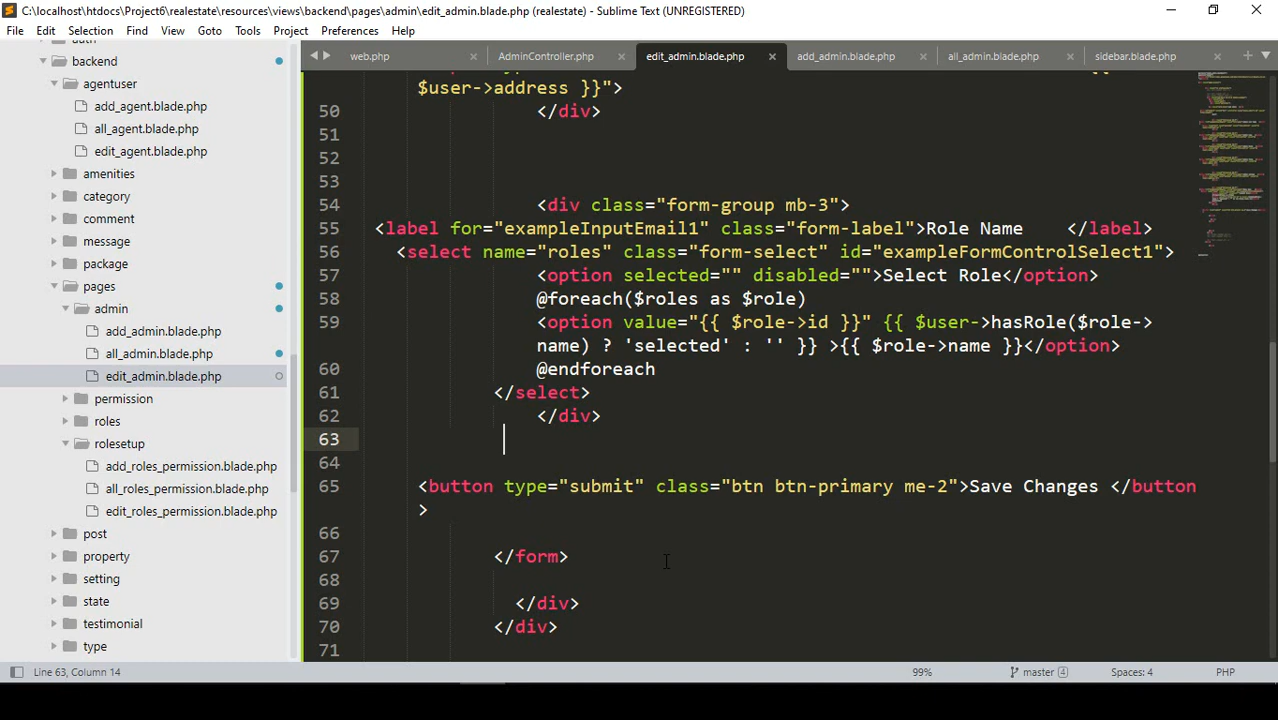 C:\localhost\htdocs\Project6\realestate\resources\views\backend\pages\admin\edit_admin.blade.php (realestate) - Sublime Text (UNREGISTERED)
File Edit Selection Find View Goto Tools Project Preferences Help
backend
agentuser
add_agent.blade.php
all_agent.blade.php
edit_agent.blade.php
amenities
category
comment
message
package
pages
admin
add_admin.blade.php
all_admin.blade.php
edit_admin.blade.php
permission
roles
rolesetup
add_roles_permission.blade.php
all_roles_permission.blade.php
edit_roles_permission.blade.php
post
property
setting
state
testimonial
type
web.php AdminController.php edit_admin.blade.php add_admin.blade.php all_admin.blade.php sidebar.blade.php
$user->address }}">
50 </div>
51
52
53
54 <div class="form-group mb-3">
55 <label for="exampleInputEmail1" class="form-label">Role Name </label>
56 <select name="roles" class="form-select" id="exampleFormControlSelect1">
57 <option selected="" disabled="">Select Role</option>
58 @foreach($roles as $role)
59 <option value="{{ $role->id }}" {{ $user->hasRole($role->
name) ? 'selected' : '' }} >{{ $role->name }}</option>
60 @endforeach
61 </select>
62 </div>
63
64
65 <button type="submit" class="btn btn-primary me-2">Save Changes </button
>
66
67 </form>
68
69 </div>
70 </div>
71
Line 63, Column 14 99% master 4 Spaces: 4 PHP